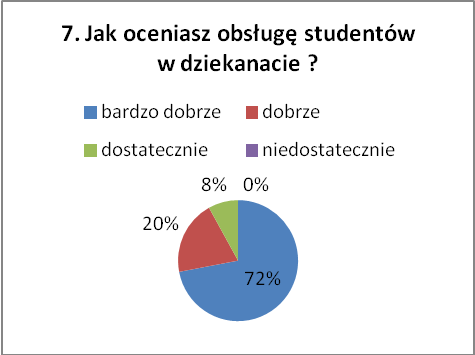 7. Jak oceniasz obsługę studentów
w dziekanacie ?
bardzo dobrze dobrze
dostatecznie niedostatecznie
8% 0%
20%
72%